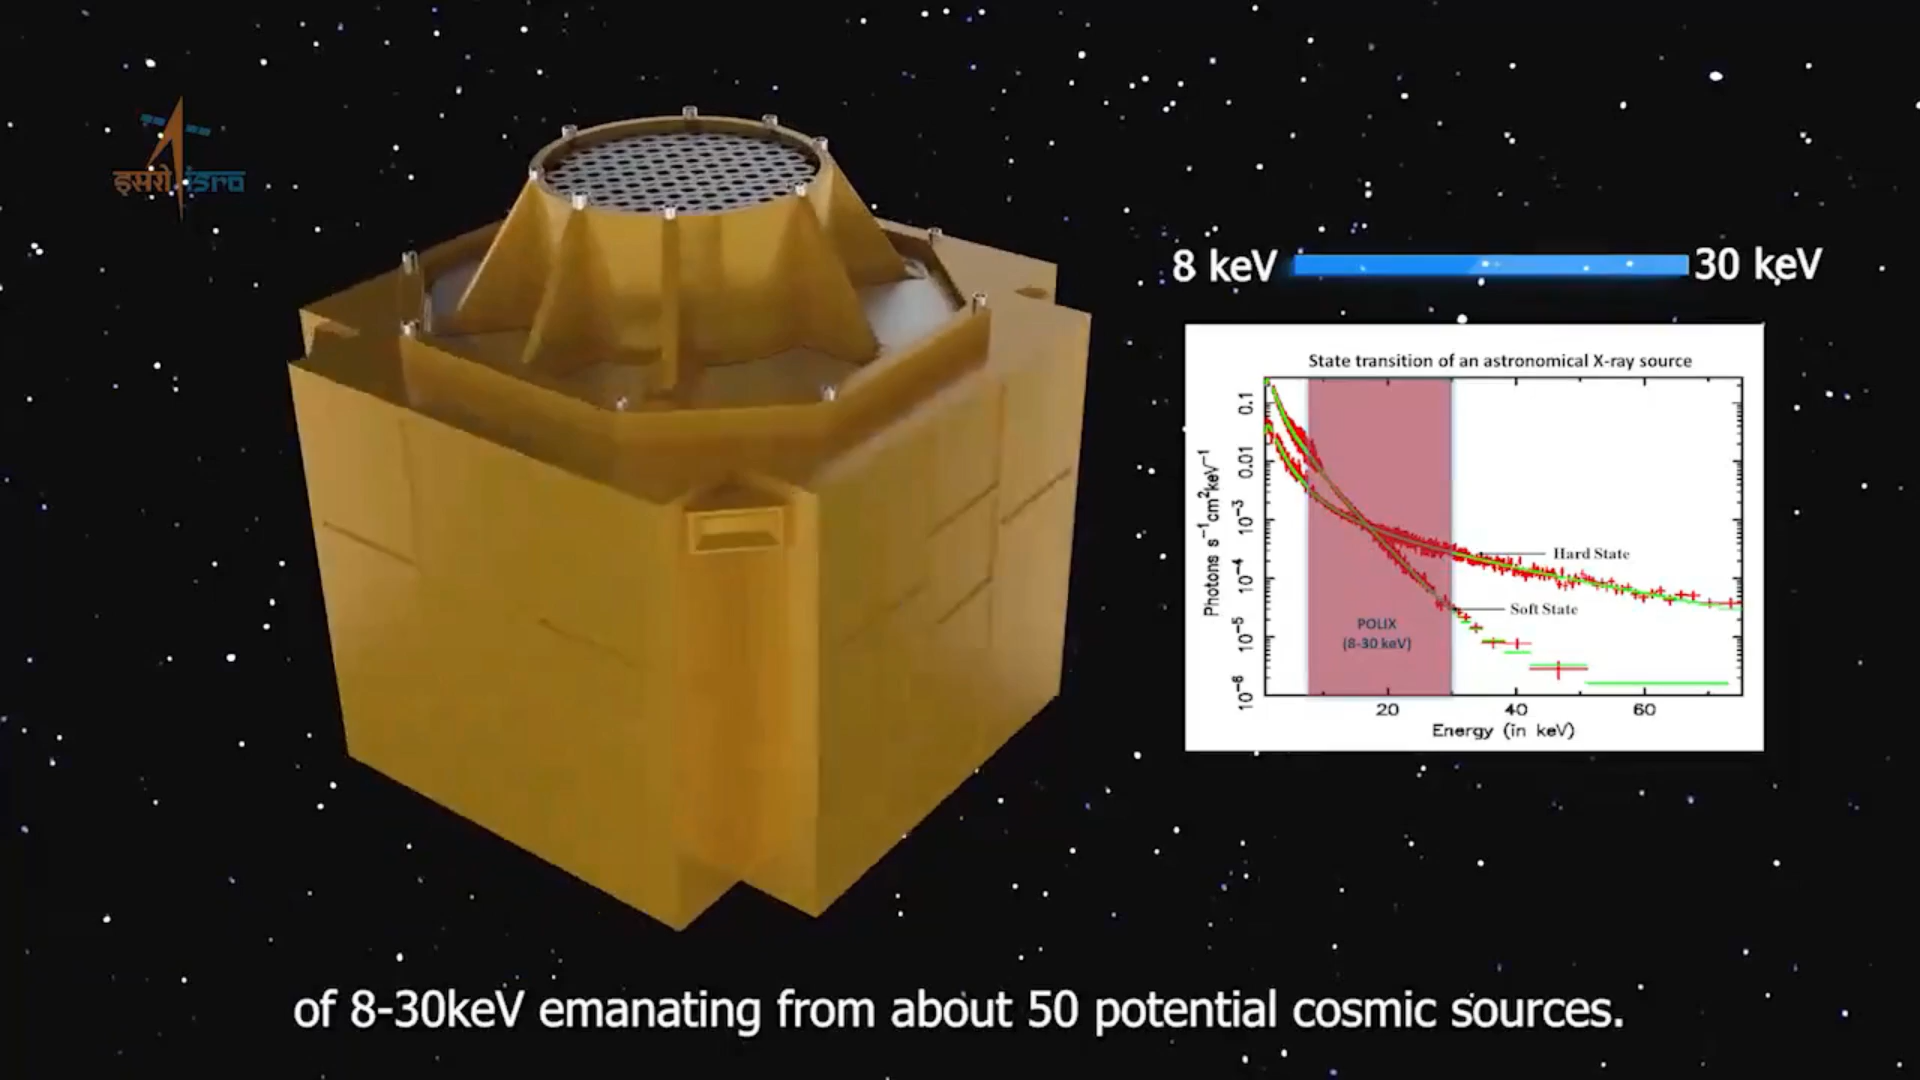 इसरो isro
8 keV 30 keV
State transition of an astronomical X-ray source
Photons s⁻¹cm²keV⁻¹
0.1
0.01
10⁻³
10⁻⁴
10⁻⁵
10⁻⁶
Hard State
Soft State
POLIX
(8-30 keV)
20 40 60
Energy (in keV)
of 8-30keV emanating from about 50 potential cosmic sources.